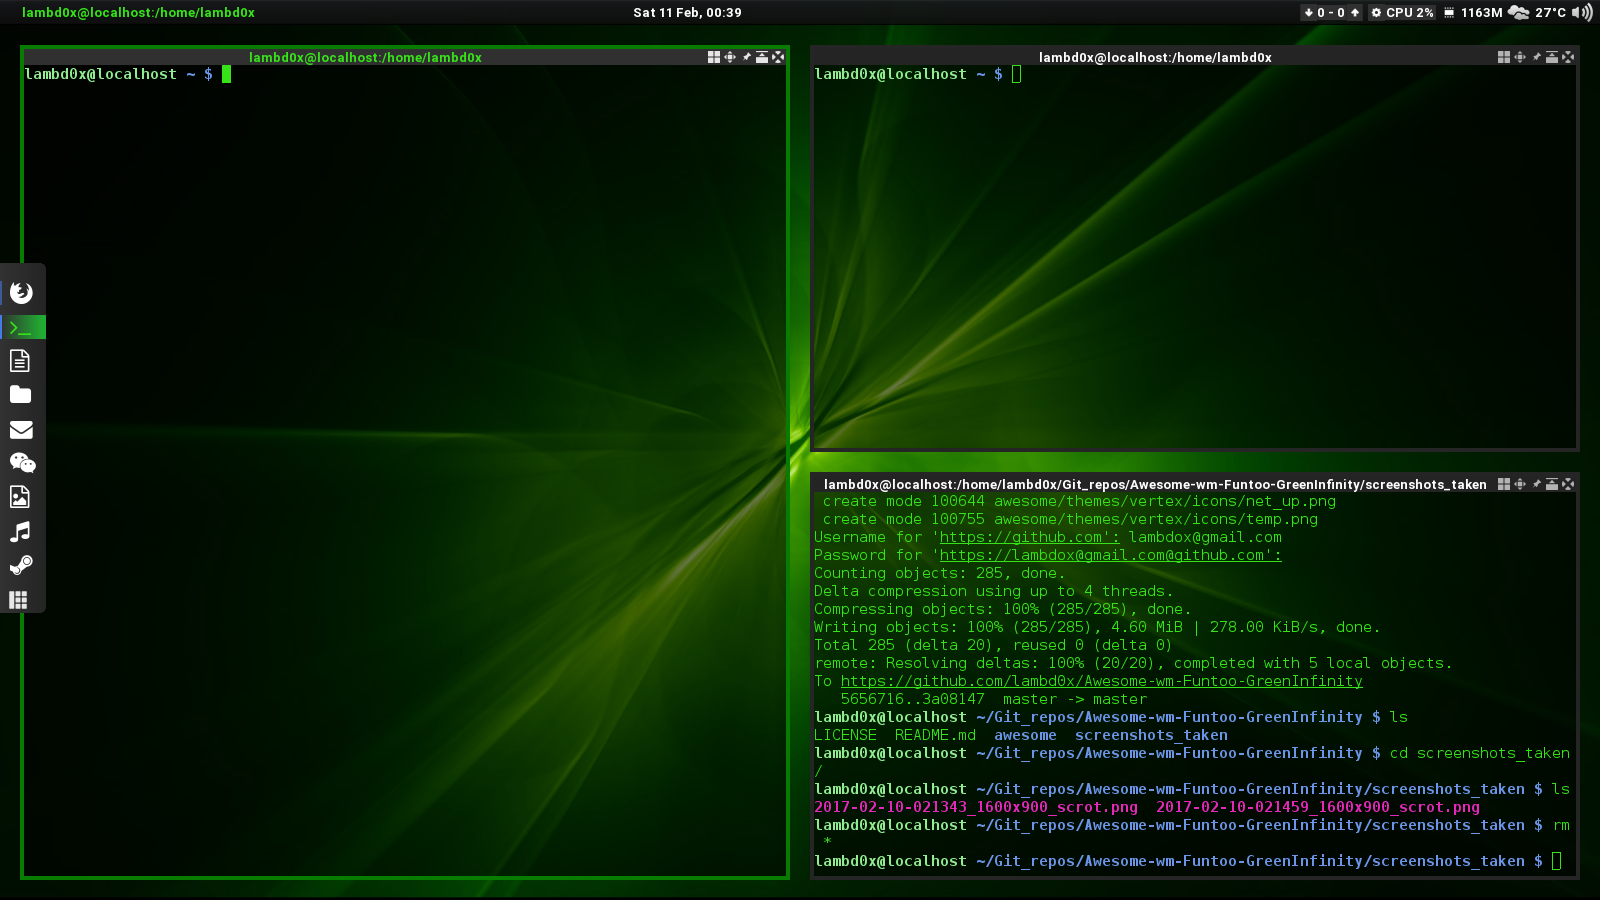 lambd0x@localhost:/home/lambd0x
Sat 11 Feb, 00:39
0 - 0 CPU 2% 1163M 27°C
lambd0x@localhost:/home/lambd0x
lambd0x@localhost ~ $
lambd0x@localhost:/home/lambd0x
lambd0x@localhost ~ $
lambd0x@localhost:/home/lambd0x/Git_repos/Awesome-wm-Funtoo-GreenInfinity/screenshots_taken
create mode 100644 awesome/themes/vertex/icons/net_up.png
create mode 100755 awesome/themes/vertex/icons/temp.png
Username for 'https://github.com': lambdox@gmail.com
Password for 'https://lambdox@gmail.com@github.com':
Counting objects: 285, done.
Delta compression using up to 4 threads.
Compressing objects: 100% (285/285), done.
Writing objects: 100% (285/285), 4.60 MiB | 278.00 KiB/s, done.
Total 285 (delta 20), reused 0 (delta 0)
remote: Resolving deltas: 100% (20/20), completed with 5 local objects.
To https://github.com/lambd0x/Awesome-wm-Funtoo-GreenInfinity
5656716..3a08147  master -> master
lambd0x@localhost ~/Git_repos/Awesome-wm-Funtoo-GreenInfinity $ ls
LICENSE  README.md  awesome  screenshots_taken
lambd0x@localhost ~/Git_repos/Awesome-wm-Funtoo-GreenInfinity $ cd screenshots_taken
/
lambd0x@localhost ~/Git_repos/Awesome-wm-Funtoo-GreenInfinity/screenshots_taken $ ls
2017-02-10-021343_1600x900_scrot.png  2017-02-10-021459_1600x900_scrot.png
lambd0x@localhost ~/Git_repos/Awesome-wm-Funtoo-GreenInfinity/screenshots_taken $ rm
*
lambd0x@localhost ~/Git_repos/Awesome-wm-Funtoo-GreenInfinity/screenshots_taken $